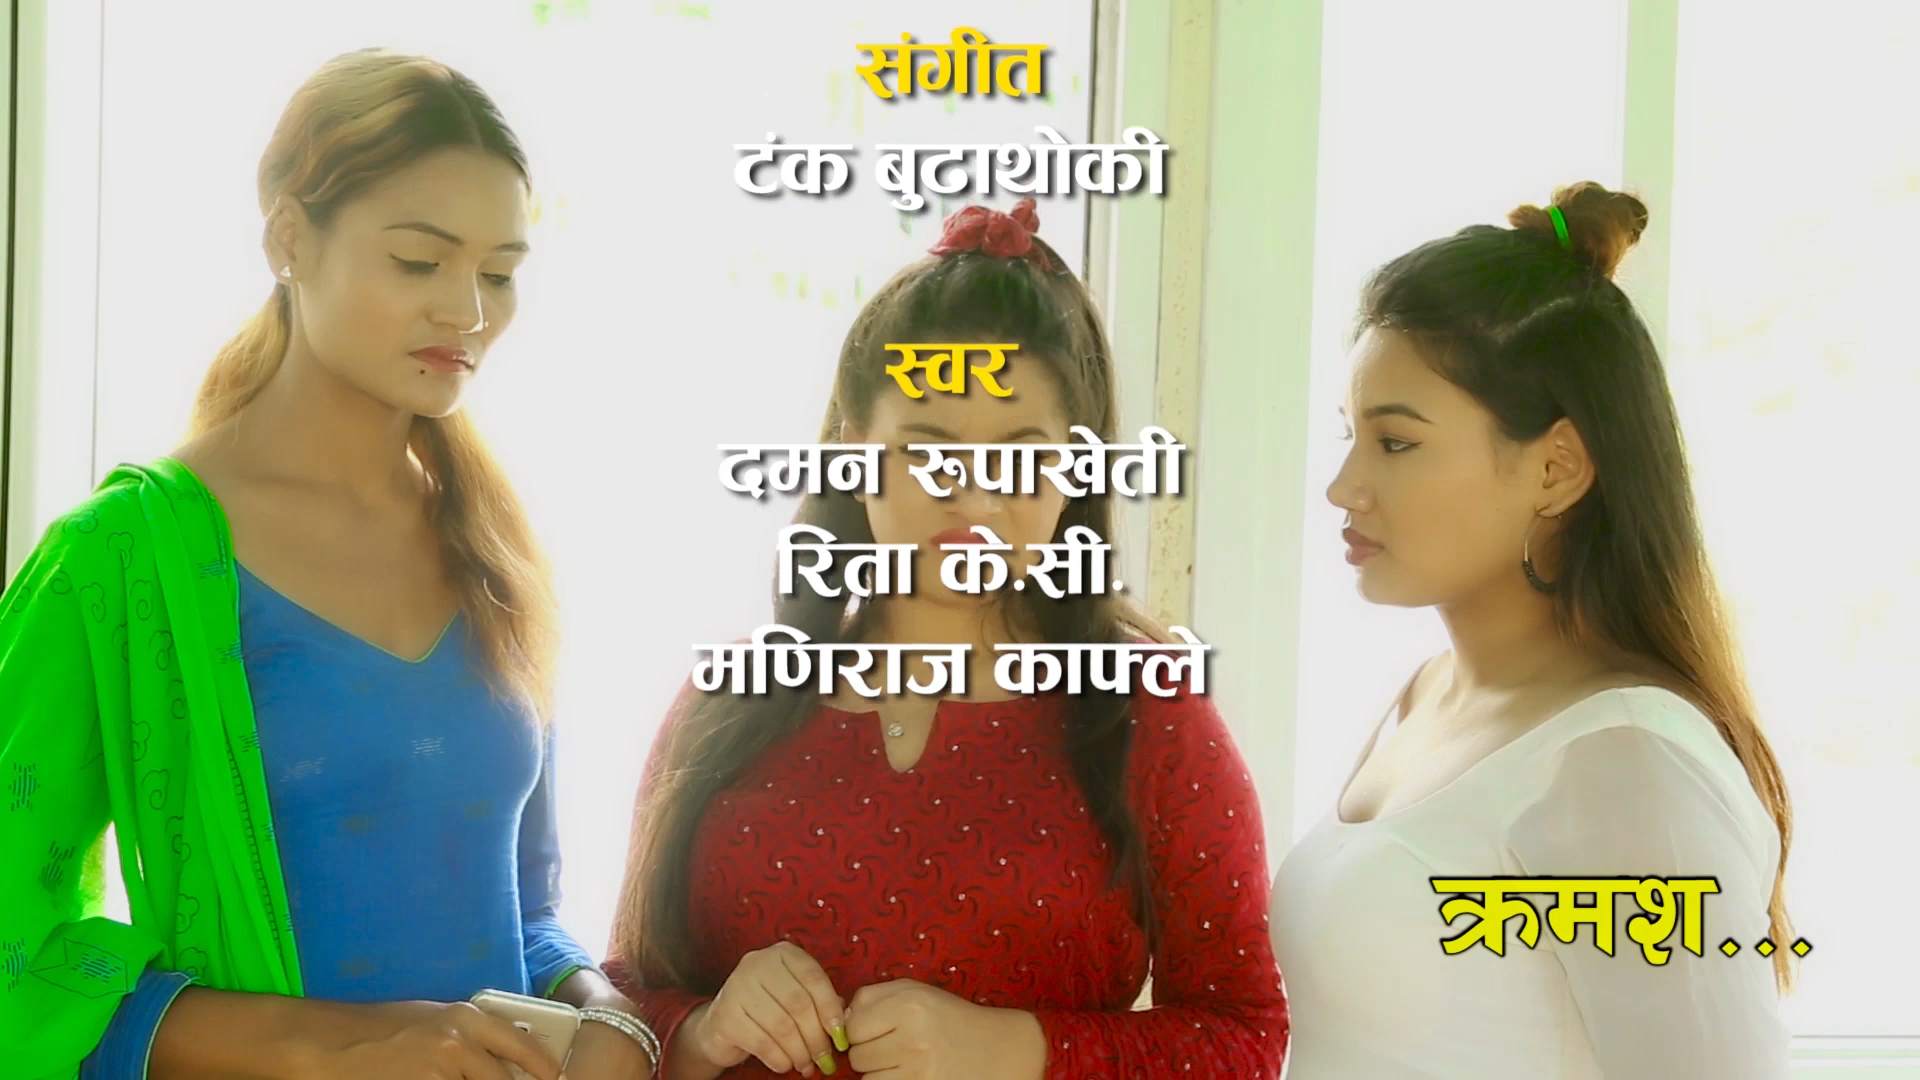 संगीत
टंक बुढाथोकी
स्वर
दमन रुपाखेती
रिता के.सी.
मणिराज काफ्ले
क्रमश...